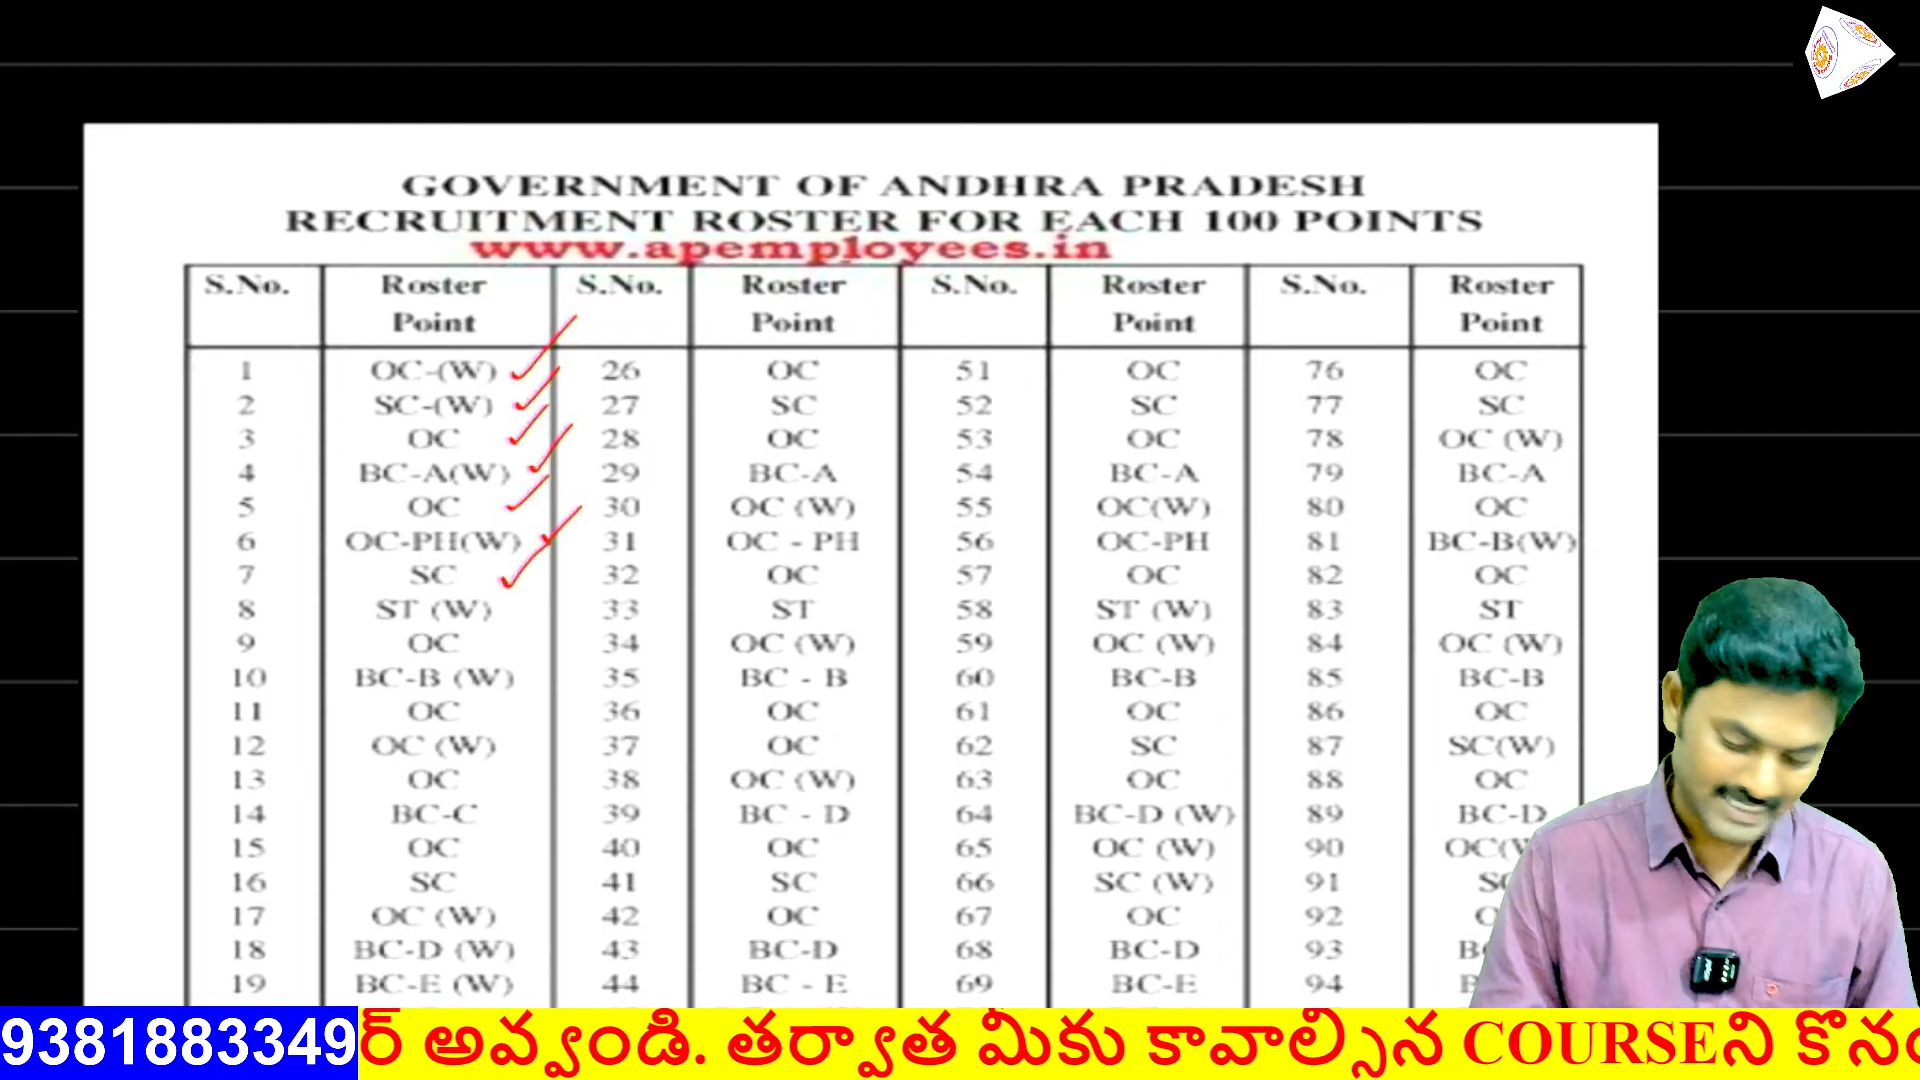 GOVERNMENT OF ANDHRA PRADESH
RECRUITMENT ROSTER FOR EACH 100 POINTS
www.apemployees.in
S.No. Roster Point S.No. Roster Point S.No. Roster Point S.No. Roster Point
1 OC-(W) 26 OC 51 OC 76 OC
2 SC-(W) 27 SC 52 SC 77 SC
3 OC 28 OC 53 OC 78 OC (W)
4 BC-A(W) 29 BC-A 54 BC-A 79 BC-A
5 OC 30 OC (W) 55 OC(W) 80 OC
6 OC-PH(W) 31 OC - PH 56 OC-PH 81 BC-B(W)
7 SC 32 OC 57 OC 82 OC
8 ST (W) 33 ST 58 ST (W) 83 ST
9 OC 34 OC (W) 59 OC (W) 84 OC (W)
10 BC-B (W) 35 BC - B 60 BC-B 85 BC-B
11 OC 36 OC 61 OC 86 OC
12 OC (W) 37 OC 62 SC 87 SC(W)
13 OC 38 OC (W) 63 OC 88 OC
14 BC-C 39 BC - D 64 BC-D (W) 89 BC-D
15 OC 40 OC 65 OC (W) 90
16 SC 41 SC 66 SC (W) 91
17 OC (W) 42 OC 67 OC 92
18 BC-D (W) 43 BC-D 68 BC-D 93
19 BC-E (W) 44 BC - E 69 BC-E 94
9381883349 ర్ అవ్వండి. తర్వాత మీకు కావాల్సిన COURSEని